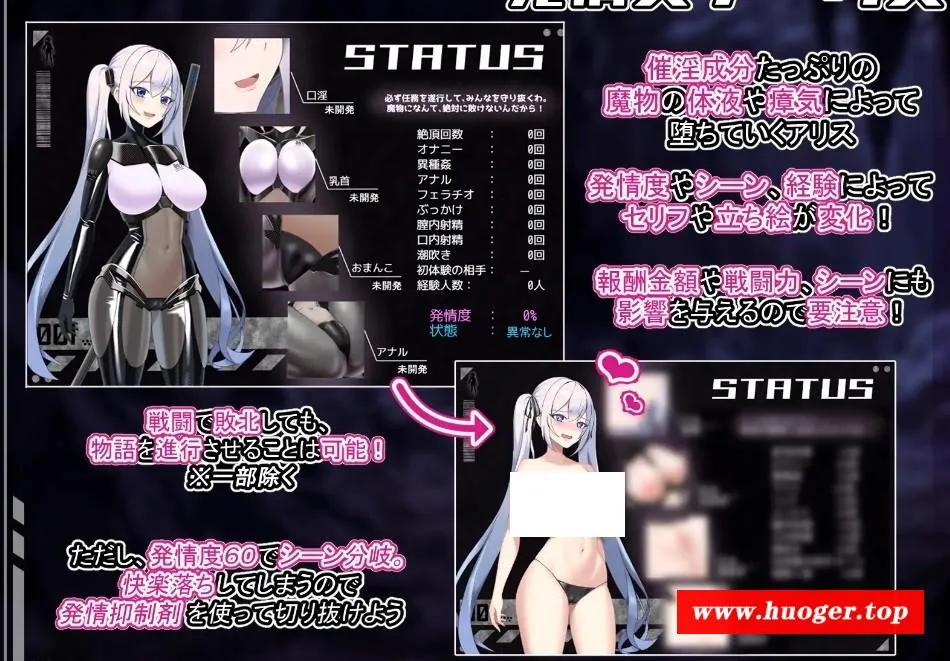 STATUS
必ず任務を遂行して、みんなを守り抜くわ。
魔物になんて、絶対に敗けないんだから！
口淫
未開発
乳首
未開発
おまんこ
未開発
アナル
未開発
絶頂回数 : 0回
オナニー : 0回
異種姦 : 0回
アナル : 0回
フェラチオ : 0回
ぶっかけ : 0回
膣内射精 : 0回
口内射精 : 0回
潮吹き : 0回
初体験の相手 : ―
経験人数 : 0人
発情度 : 0%
状態 : 異常なし
催淫成分たっぷりの
魔物の体液や瘴気によって
堕ちていくアリス
発情度やシーン、経験によって
セリフや立ち絵が変化！
報酬金額や戦闘力、シーンにも
影響を与えるので要注意！
戦闘で敗北しても、
物語を進行させることは可能！
※一部除く
ただし、発情度60でシーン分岐。
快楽落ちしてしまうので
発情抑制剤を使って切り抜けよう
STATUS
www.huoger.top